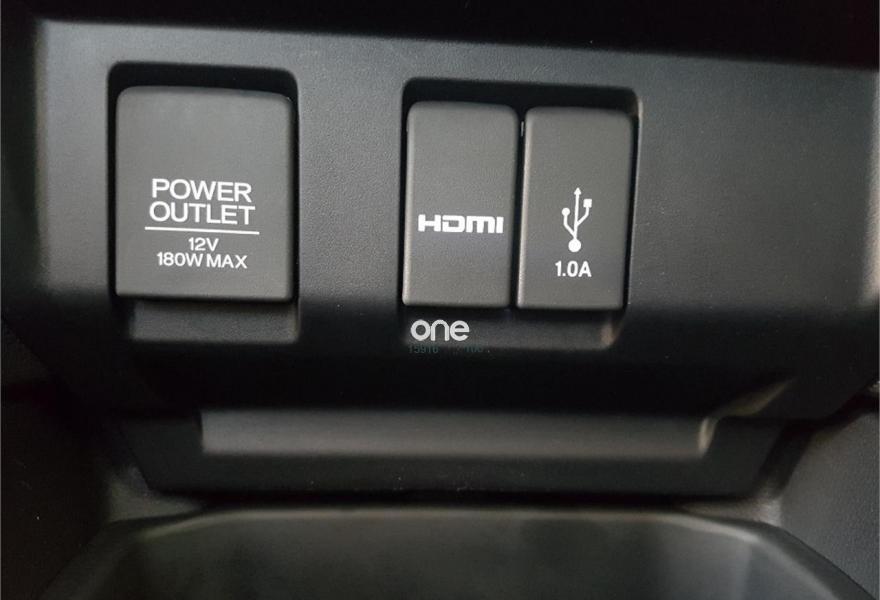 POWER
OUTLET
12V
180W MAX
HDMI
1.0A
one